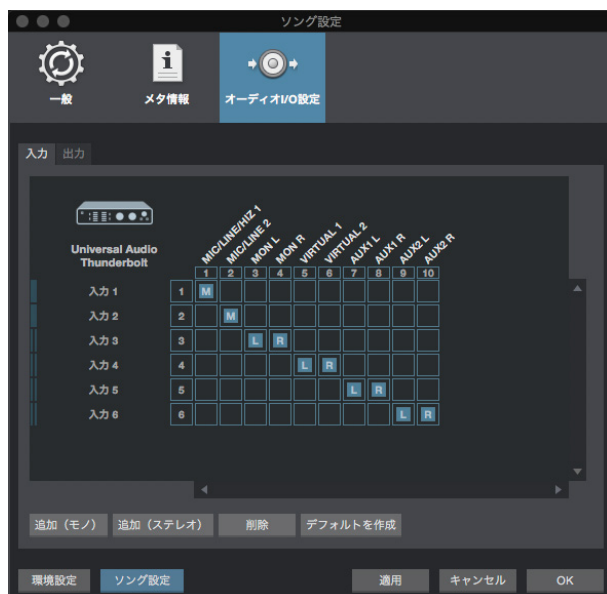 ソング設定
一般
メタ情報
オーディオI/O設定
入力 出力
Universal Audio
Thunderbolt
MIC/LINE/HIZ 1
MIC/LINE 2
MON L
MON R
VIRTUAL 1
VIRTUAL 2
AUX1 L
AUX1 R
AUX2 L
AUX2 R
1 2 3 4 5 6 7 8 9 10
入力 1 1 M
入力 2 2 M
入力 3 3 L R
入力 4 4 L R
入力 5 5 L R
入力 6 6 L R
追加（モノ） 追加（ステレオ） 削除 デフォルトを作成
環境設定 ソング設定 適用 キャンセル OK